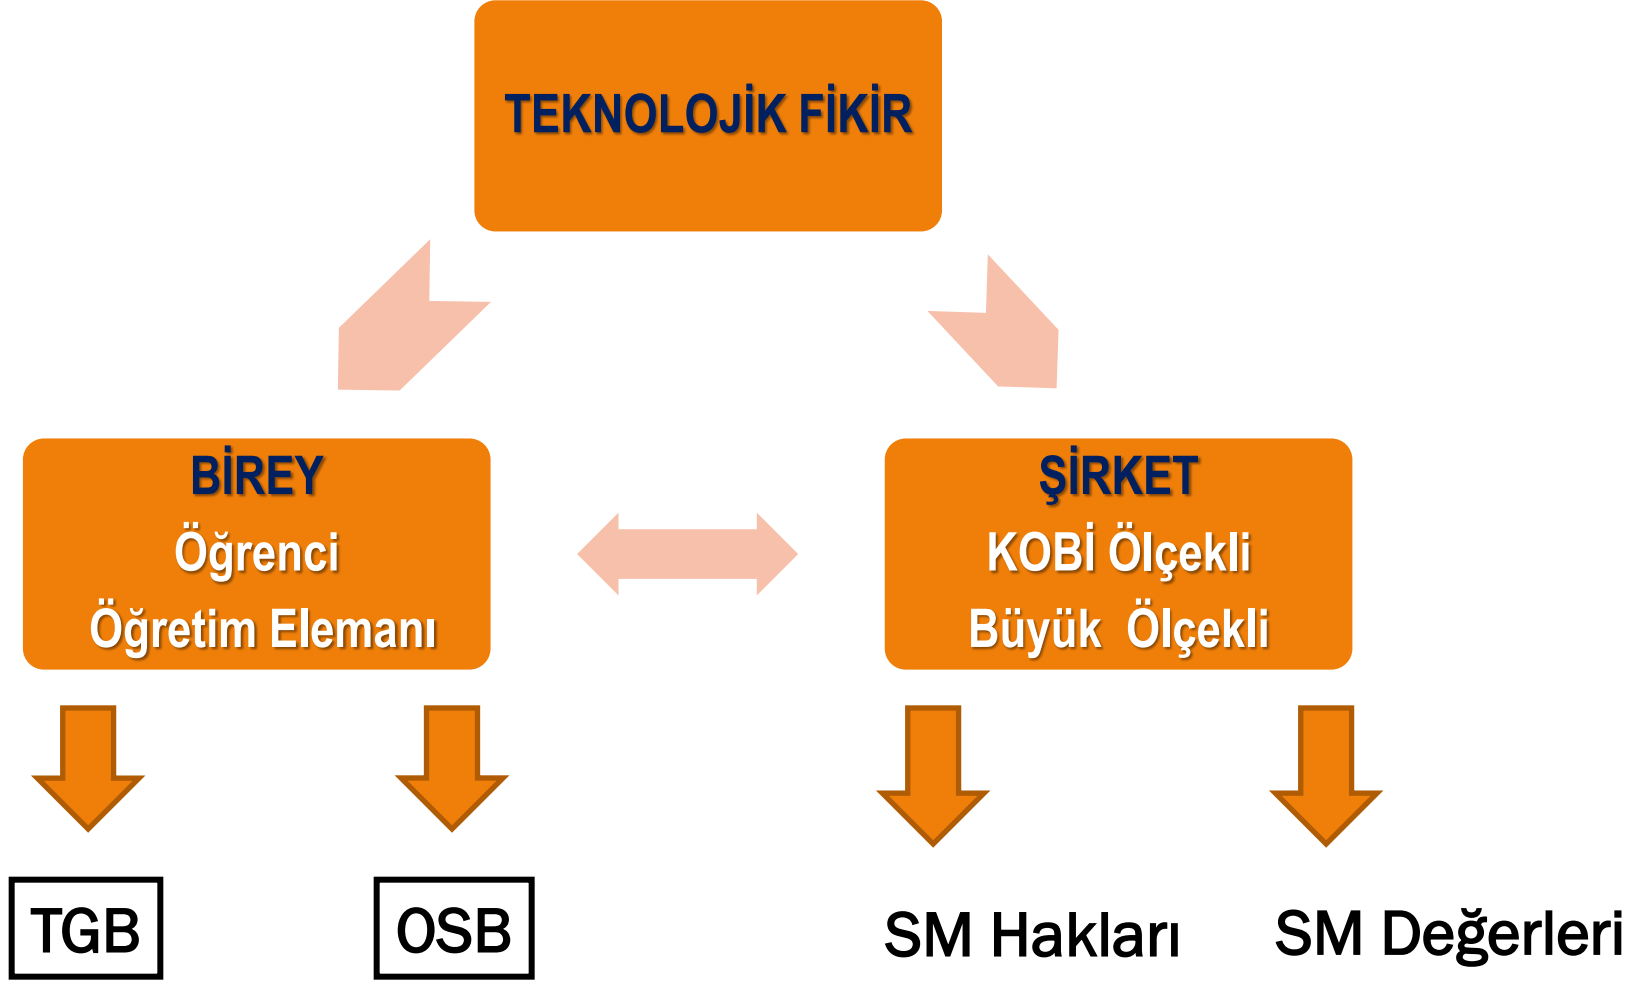 TEKNOLOJİK FİKİR
BİREY
Öğrenci
Öğretim Elemanı
ŞİRKET
KOBİ Ölçekli
Büyük Ölçekli
TGB
OSB
SM Hakları
SM Değerleri